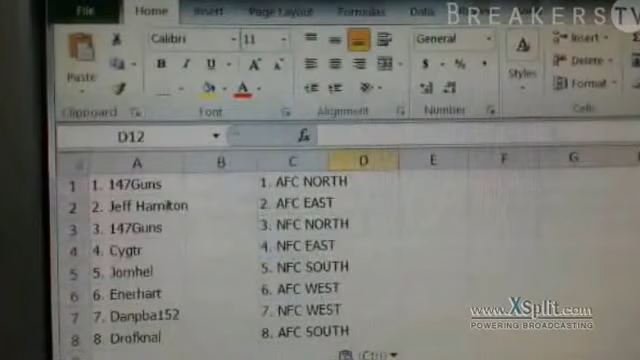 BREAKERSTV
File Home Insert Page Layout Formulas Data
Calibri 11 General Insert
Paste B I U $ % Styles Delete
A Format
Clipboard Font Alignment Number Cells
D12 fx
A B C D E F G
1 1. 147Guns 1. AFC NORTH
2 2. Jeff Hamilton 2. AFC EAST
3 3. 147Guns 3. NFC NORTH
4 4. Cygtr 4. NFC EAST
5 5. Jomhel 5. NFC SOUTH
6 6. Enerhart 6. AFC WEST
7 7. Danpba152 7. NFC WEST
8 8. Drofknal 8. AFC SOUTH
(Ctrl)
www.XSplit.com
POWERING BROADCASTING